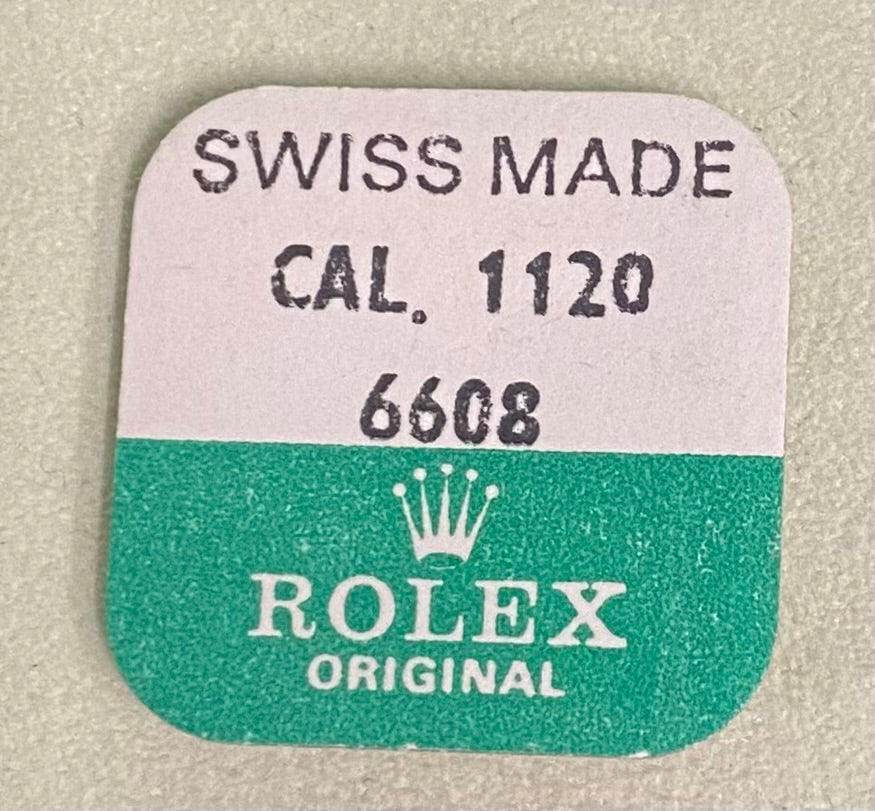 SWISS MADE
CAL. 1120
6608
ROLEX
ORIGINAL